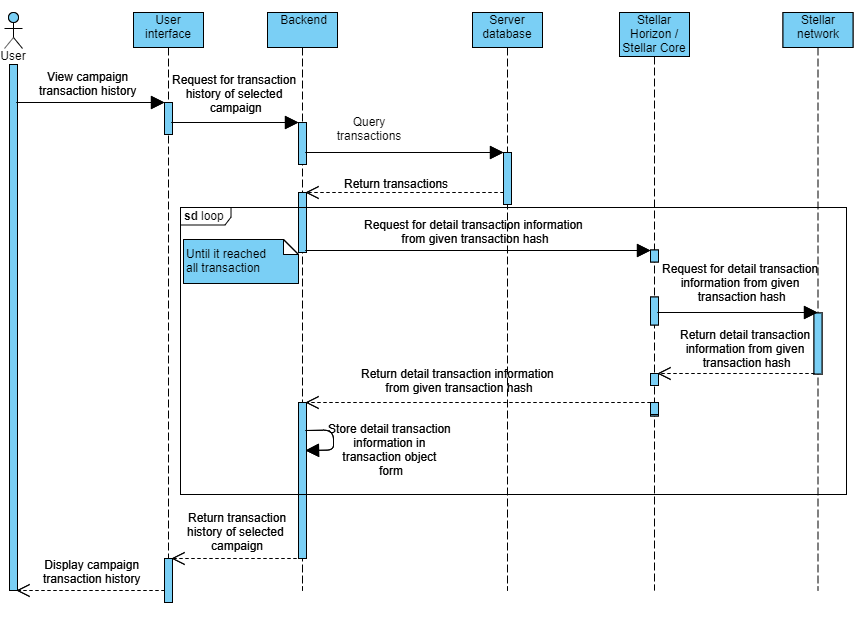 User
User
interface
Backend
Server
database
Stellar
Horizon /
Stellar Core
Stellar
network
View campaign
transaction history
Request for transaction
history of selected
campaign
Query
transactions
Return transactions
sd loop
Until it reached
all transaction
Request for detail transaction information
from given transaction hash
Request for detail transaction
information from given
transaction hash
Return detail transaction
information from given
transaction hash
Return detail transaction information
from given transaction hash
Store detail transaction
information in
transaction object
form
Return transaction
history of selected
campaign
Display campaign
transaction history